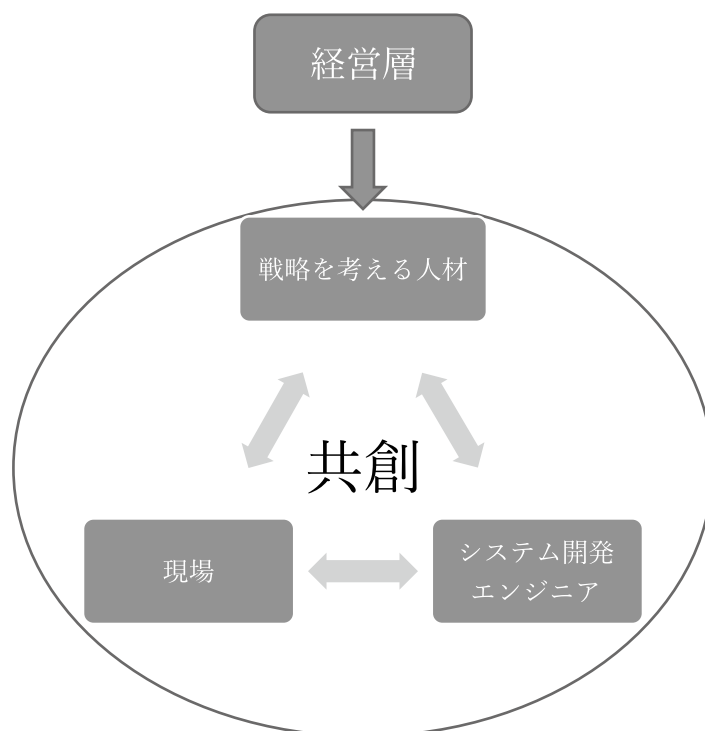 経営層
戦略を考える人材
共創
現場
システム開発
エンジニア